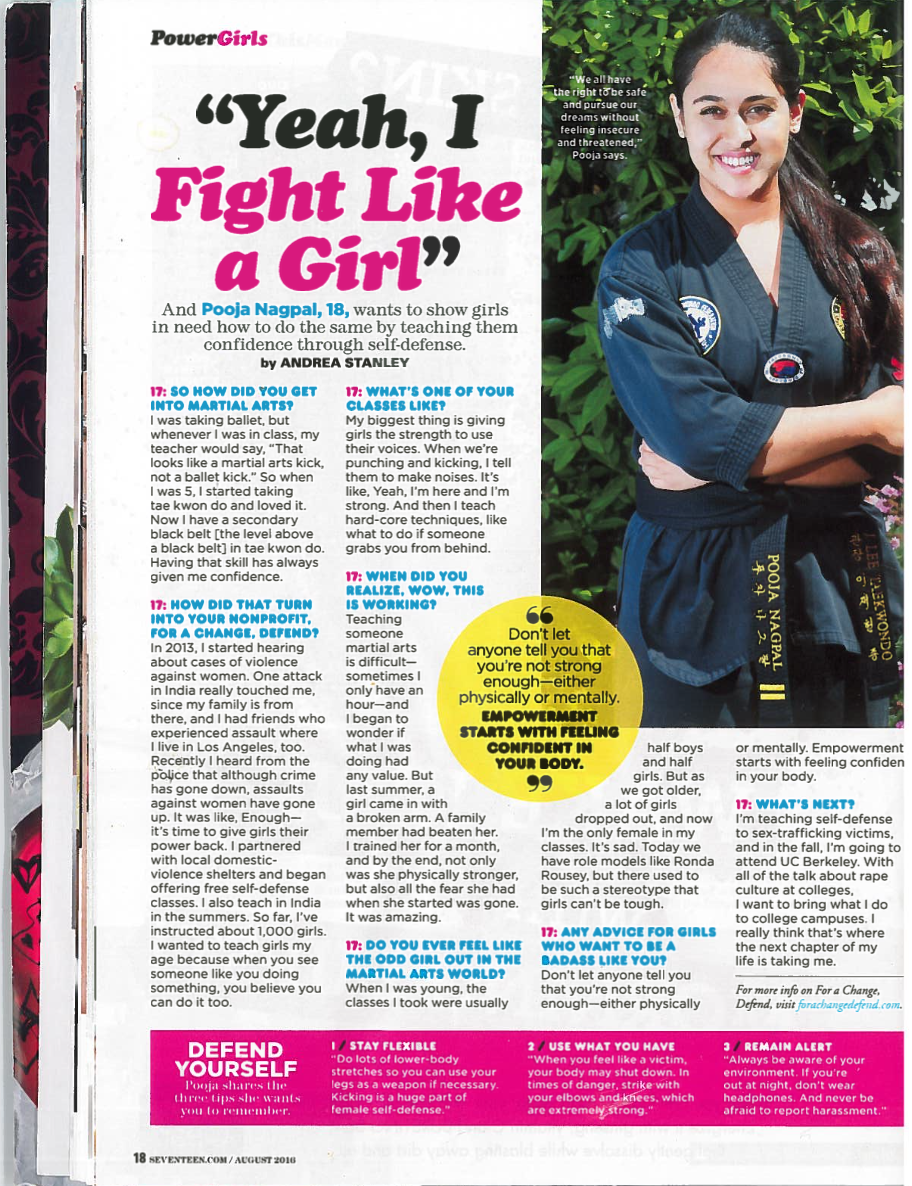 PowerGirls
"We all have
the right to be safe
and pursue our
dreams without
feeling insecure
and threatened,"
Pooja says.
"Yeah, I
Fight Like
a Girl"
And Pooja Nagpal, 18, wants to show girls
in need how to do the same by teaching them
confidence through self-defense.
by ANDREA STANLEY
17: SO HOW DID YOU GET
INTO MARTIAL ARTS?
I was taking ballet, but
whenever I was in class, my
teacher would say, "That
looks like a martial arts kick,
not a ballet kick." So when
I was 5, I started taking
tae kwon do and loved it.
Now I have a secondary
black belt [the level above
a black belt] in tae kwon do.
Having that skill has always
given me confidence.
17: HOW DID THAT TURN
INTO YOUR NONPROFIT,
FOR A CHANGE, DEFEND?
In 2013, I started hearing
about cases of violence
against women. One attack
in India really touched me,
since my family is from
there, and I had friends who
experienced assault where
I live in Los Angeles, too.
Recently I heard from the
police that although crime
has gone down, assaults
against women have gone
up. It was like, Enough—
it's time to give girls their
power back. I partnered
with local domestic-
violence shelters and began
offering free self-defense
classes. I also teach in India
in the summers. So far, I've
instructed about 1,000 girls.
I wanted to teach girls my
age because when you see
someone like you doing
something, you believe you
can do it too.
17: WHAT'S ONE OF YOUR
CLASSES LIKE?
My biggest thing is giving
girls the strength to use
their voices. When we're
punching and kicking, I tell
them to make noises. It's
like, Yeah, I'm here and I'm
strong. And then I teach
hard-core techniques, like
what to do if someone
grabs you from behind.
17: WHEN DID YOU
REALIZE, WOW, THIS
IS WORKING?
Teaching
someone
martial arts
is difficult—
sometimes I
only have an
hour—and
I began to
wonder if
what I was
doing had
any value. But
last summer, a
girl came in with
a broken arm. A family
member had beaten her.
I trained her for a month,
and by the end, not only
was she physically stronger,
but also all the fear she had
when she started was gone.
It was amazing.
17: DO YOU EVER FEEL LIKE
THE ODD GIRL OUT IN THE
MARTIAL ARTS WORLD?
When I was young, the
classes I took were usually
half boys
and half
girls. But as
we got older,
a lot of girls
dropped out, and now
I'm the only female in my
classes. It's sad. Today we
have role models like Ronda
Rousey, but there used to
be such a stereotype that
girls can't be tough.
17: ANY ADVICE FOR GIRLS
WHO WANT TO BE A
BADASS LIKE YOU?
Don't let anyone tell you
that you're not strong
enough—either physically
or mentally. Empowerment
starts with feeling confiden
in your body.
17: WHAT'S NEXT?
I'm teaching self-defense
to sex-trafficking victims,
and in the fall, I'm going to
attend UC Berkeley. With
all of the talk about rape
culture at colleges,
I want to bring what I do
to college campuses. I
really think that's where
the next chapter of my
life is taking me.
For more info on For a Change,
Defend, visit forachangedefend.com.
"
Don't let
anyone tell you that
you're not strong
enough—either
physically or mentally.
EMPOWERMENT
STARTS WITH FEELING
CONFIDENT IN
YOUR BODY.
"
POOJA NAGPAL
J. LEE TAEKWONDO
DEFEND
YOURSELF
Pooja shares the
three tips she wants
you to remember.
1 / STAY FLEXIBLE
"Do lots of lower-body
stretches so you can use your
legs as a weapon if necessary.
Kicking is a huge part of
female self-defense."
2 / USE WHAT YOU HAVE
"When you feel like a victim,
your body may shut down. In
times of danger, strike with
your elbows and knees, which
are extremely strong."
3 / REMAIN ALERT
"Always be aware of your
environment. If you're
out at night, don't wear
headphones. And never be
afraid to report harassment."
18 SEVENTEEN.COM / AUGUST 2016